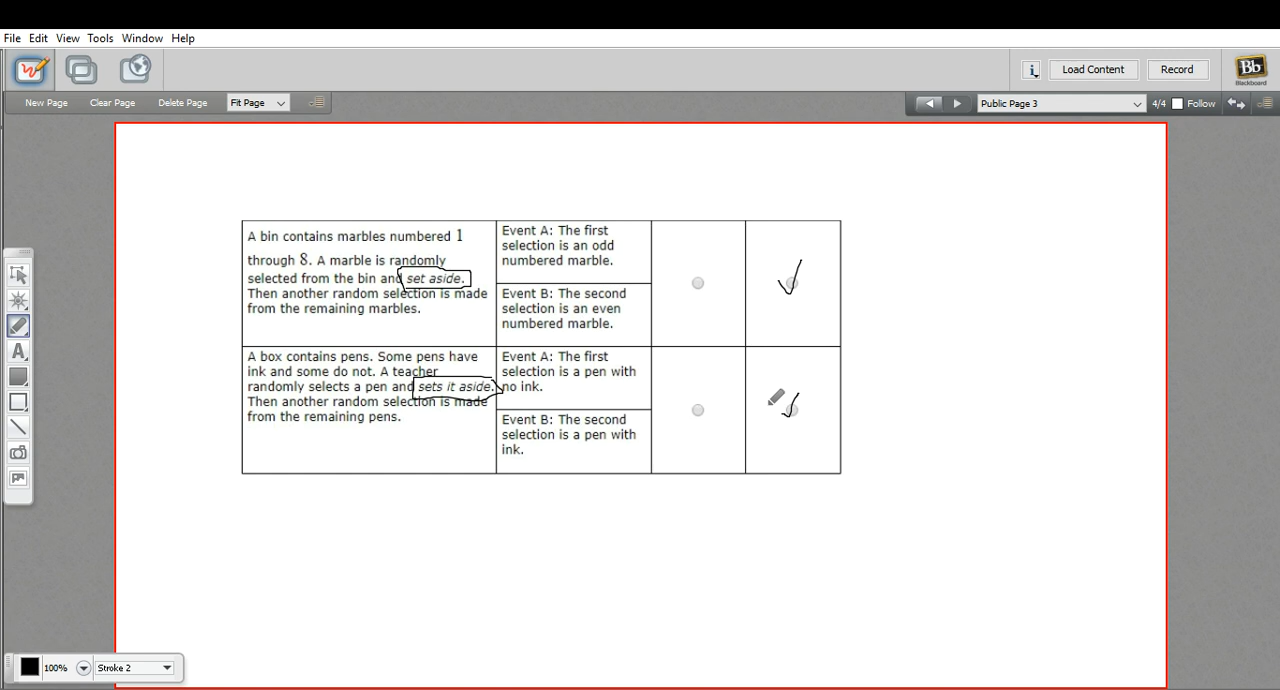 File Edit View Tools Window Help
i Load Content Record Bb
Blackboard
New Page Clear Page Delete Page Fit Page Public Page 3 4/4 Follow
A bin contains marbles numbered 1
through 8. A marble is randomly
selected from the bin and set aside.
Then another random selection is made
from the remaining marbles.
Event A: The first
selection is an odd
numbered marble.
Event B: The second
selection is an even
numbered marble.
A box contains pens. Some pens have
ink and some do not. A teacher
randomly selects a pen and sets it aside.
Then another random selection is made
from the remaining pens.
Event A: The first
selection is a pen with
no ink.
Event B: The second
selection is a pen with
ink.
A
100% Stroke 2